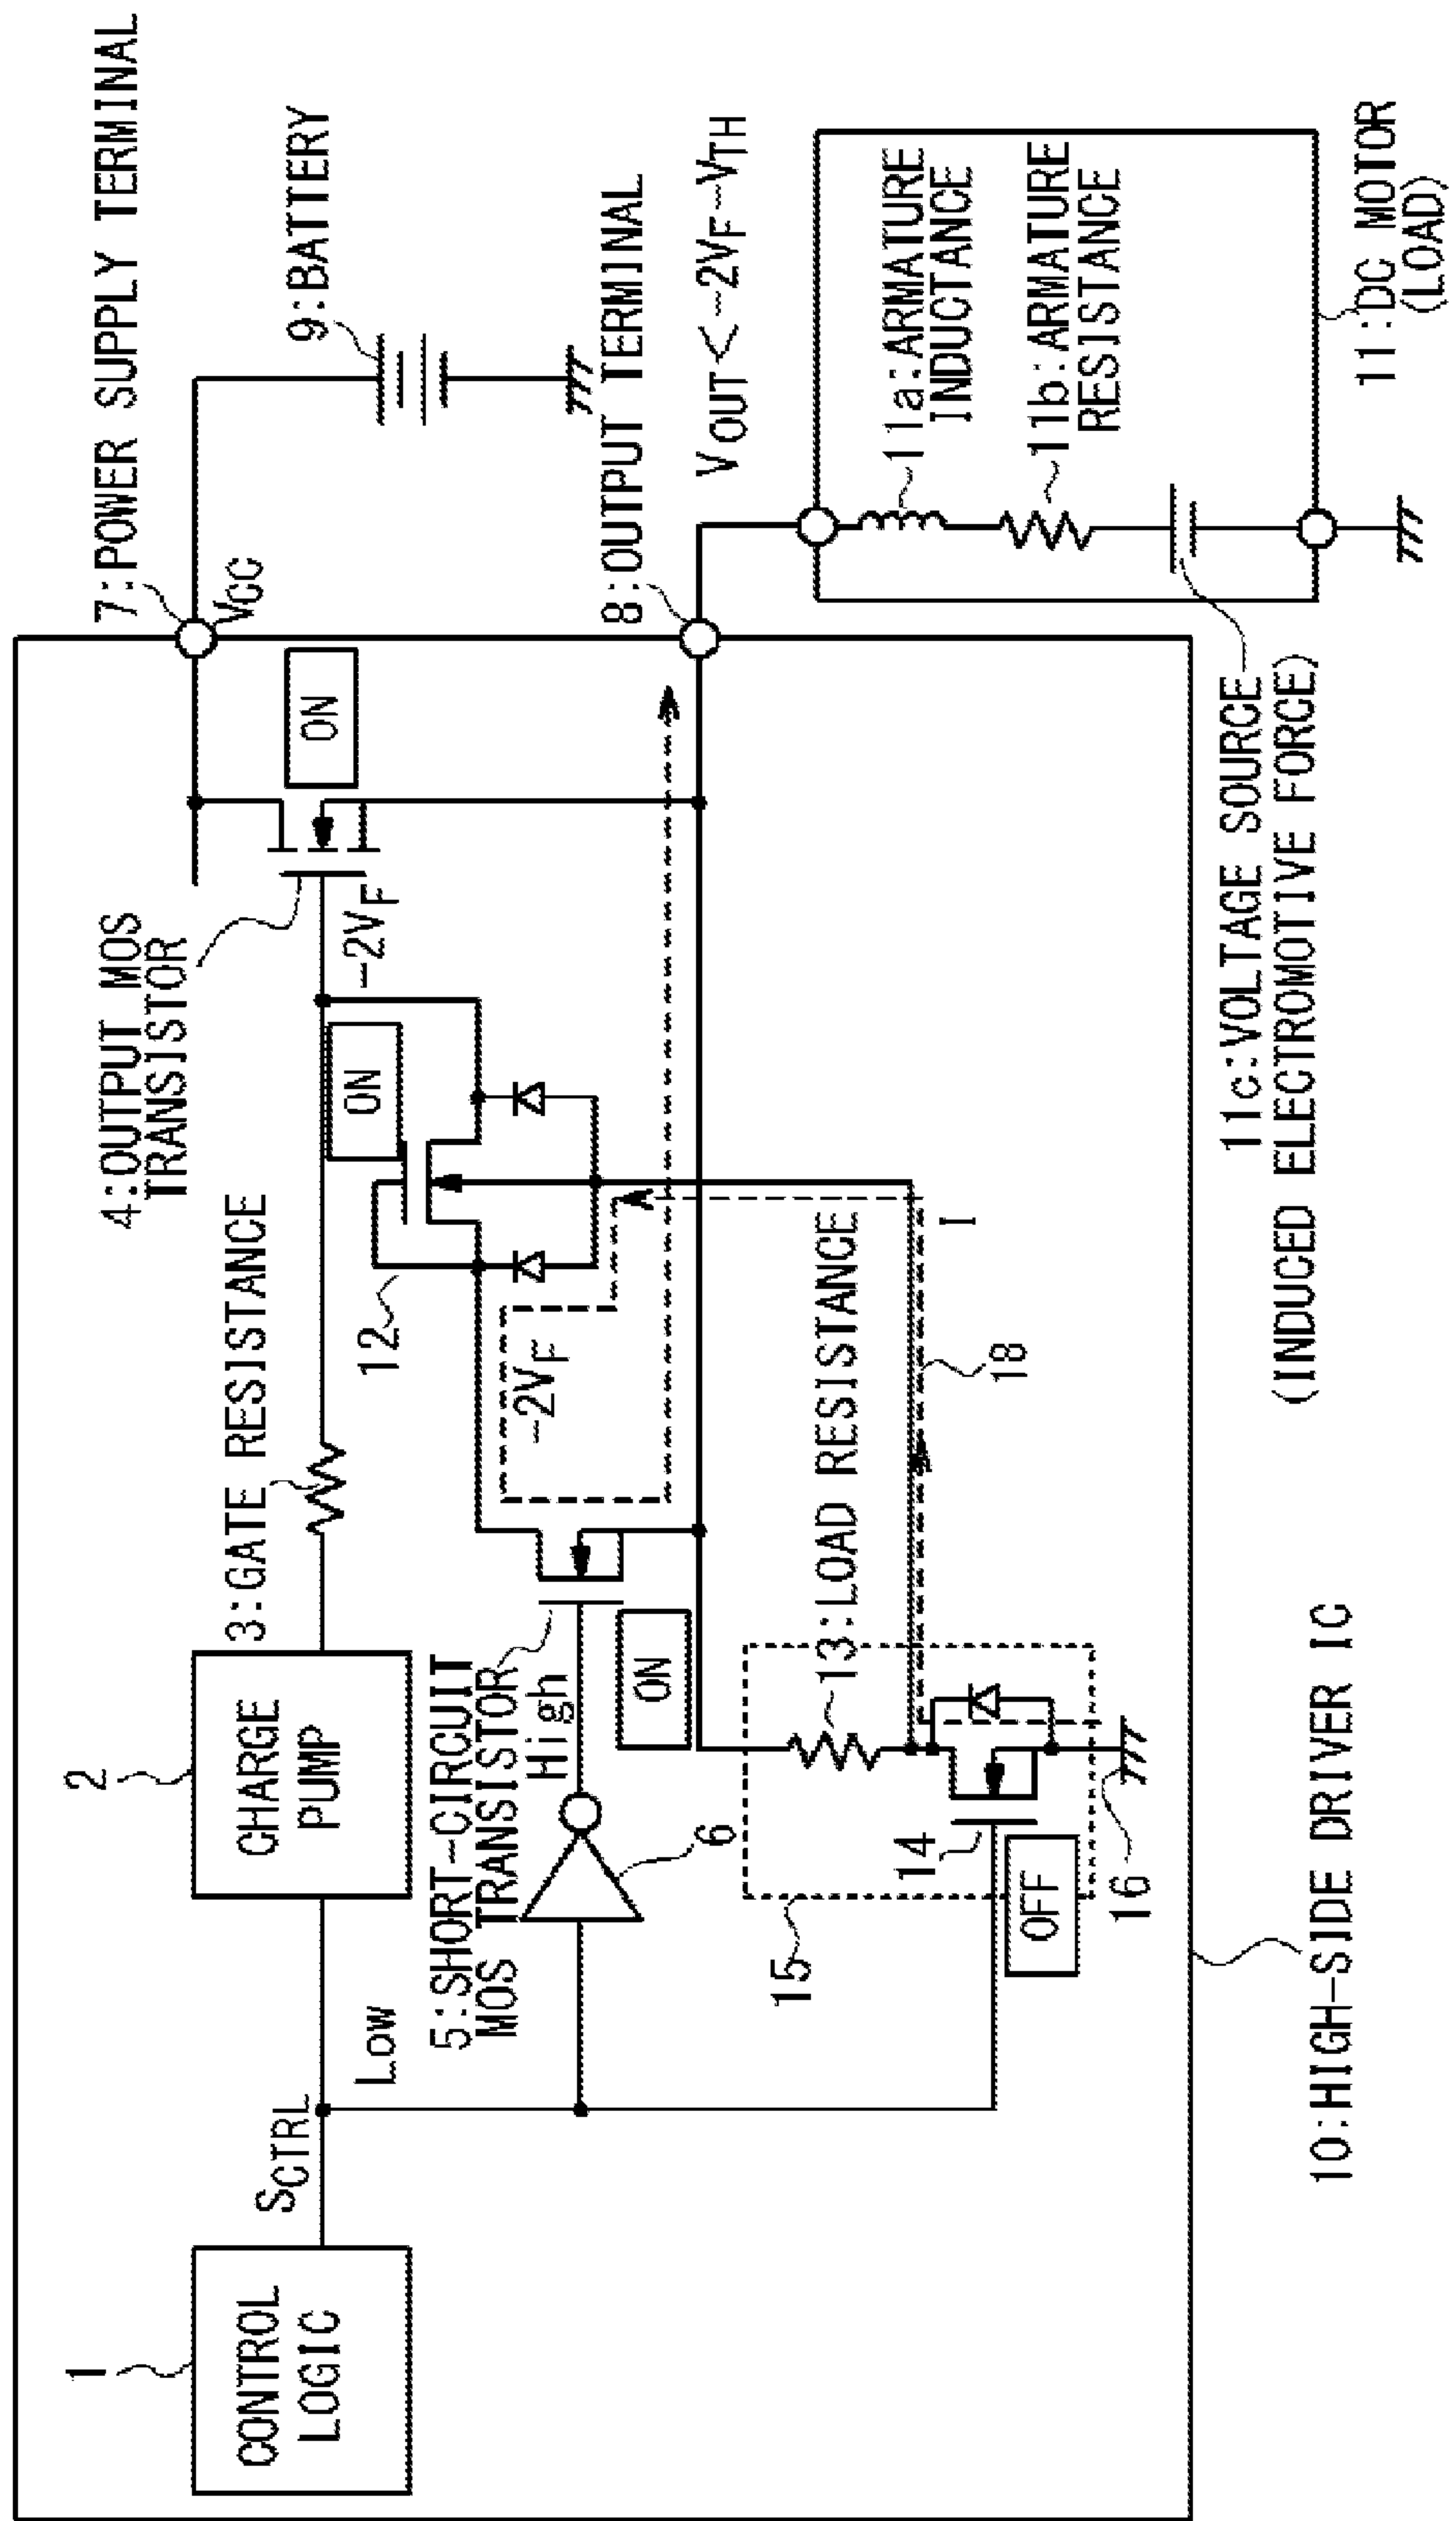 7:POWER SUPPLY TERMINAL
VCC
9:BATTERY
4:OUTPUT MOS
TRANSISTOR
ON
-2VF
3:GATE RESISTANCE
ON
12
2
CHARGE
PUMP
1
CONTROL
LOGIC
SCTRL
Low
5:SHORT-CIRCUIT
MOS TRANSISTOR
High
ON
6
-2VF
8:OUTPUT TERMINAL
VOUT<-2VF-VTH
11a:ARMATURE
INDUCTANCE
11b:ARMATURE
RESISTANCE
11:DC MOTOR
(LOAD)
11c:VOLTAGE SOURCE
(INDUCED ELECTROMOTIVE FORCE)
13:LOAD RESISTANCE
I
18
15
14
OFF
16
10:HIGH-SIDE DRIVER IC